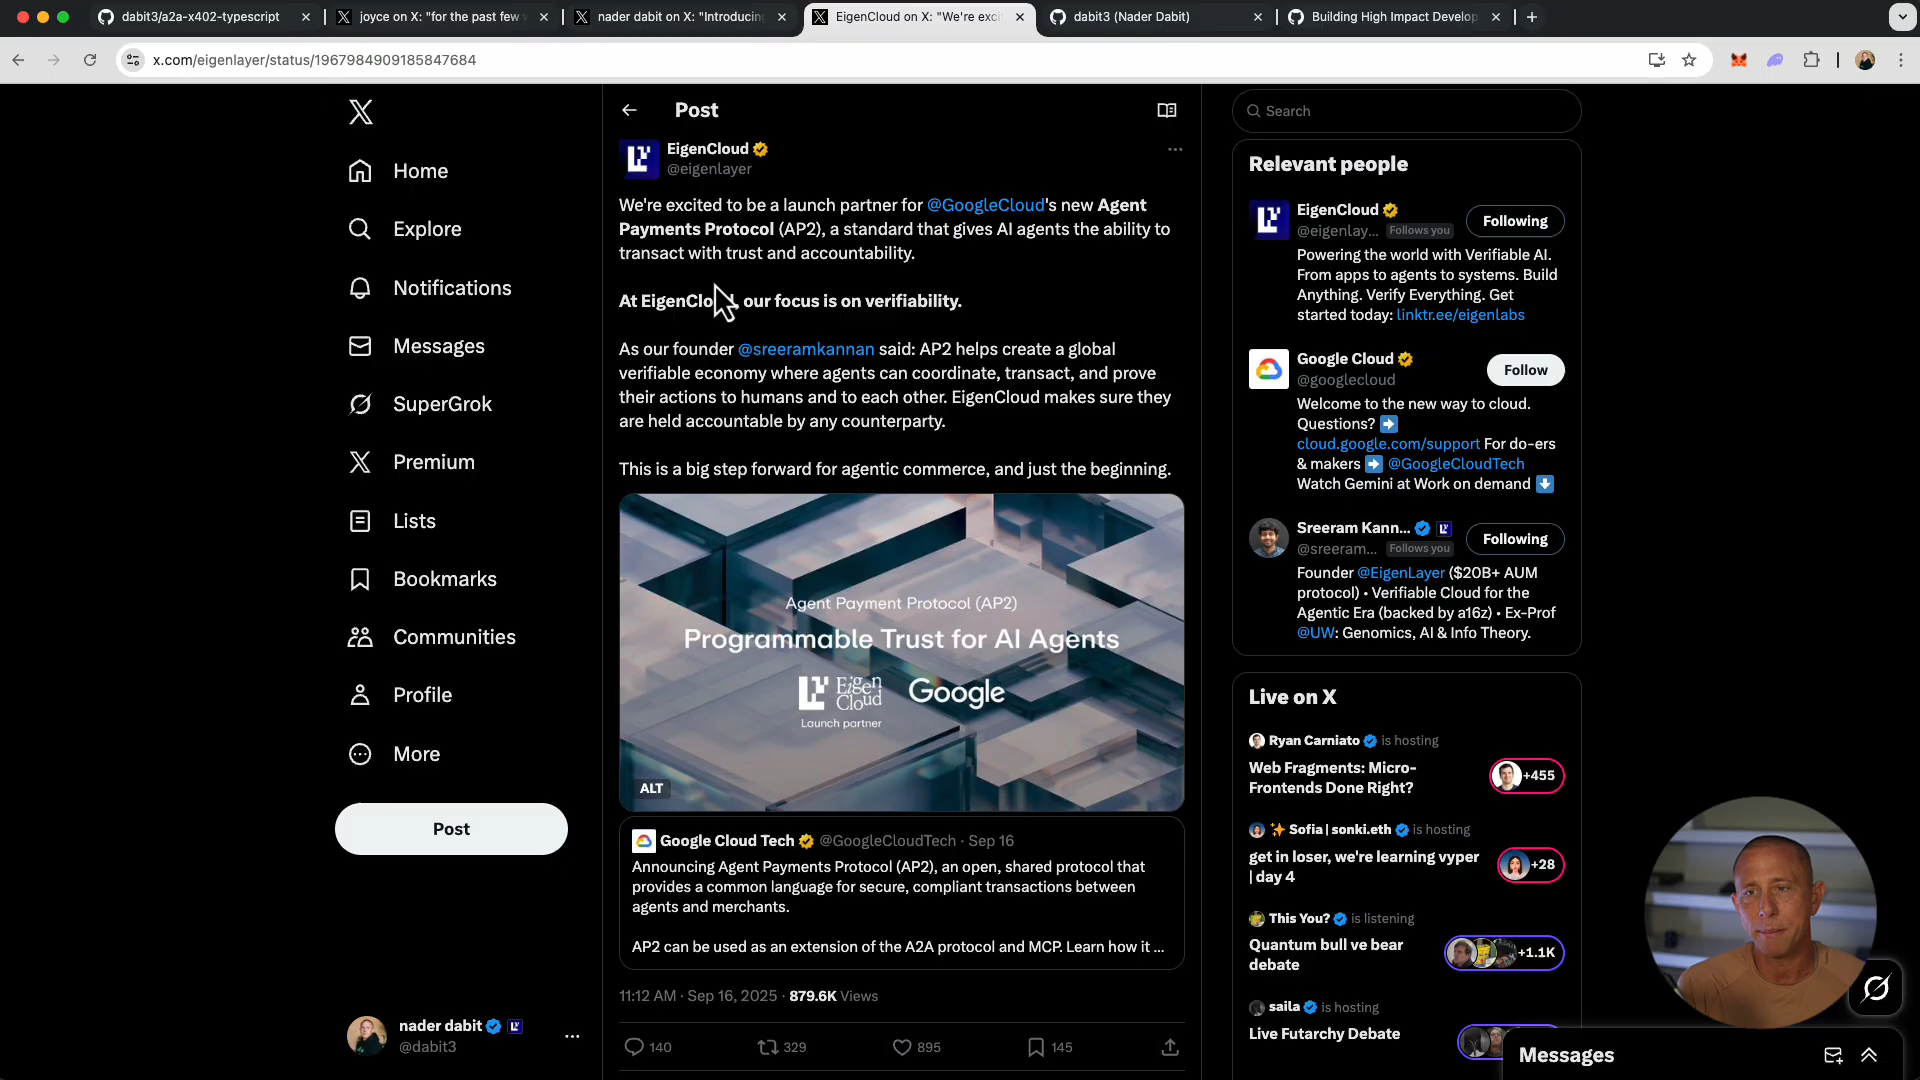 dabit3/a2a-x402-typescript
joyce on X: "for the past few
nader dabit on X: "Introducing
EigenCloud on X: "We're exci
dabit3 (Nader Dabit)
Building High Impact Develop
x.com/eigenlayer/status/1967984909185847684
Home
Explore
Notifications
Messages
SuperGrok
Premium
Lists
Bookmarks
Communities
Profile
More
Post
nader dabit
@dabit3
Post
EigenCloud
@eigenlayer
We're excited to be a launch partner for @GoogleCloud's new Agent
Payments Protocol (AP2), a standard that gives AI agents the ability to
transact with trust and accountability.
At EigenCloud, our focus is on verifiability.
As our founder @sreeramkannan said: AP2 helps create a global
verifiable economy where agents can coordinate, transact, and prove
their actions to humans and to each other. EigenCloud makes sure they
are held accountable by any counterparty.
This is a big step forward for agentic commerce, and just the beginning.
Agent Payment Protocol (AP2)
Programmable Trust for AI Agents
Eigen Cloud Google
Launch partner
ALT
Google Cloud Tech @GoogleCloudTech · Sep 16
Announcing Agent Payments Protocol (AP2), an open, shared protocol that
provides a common language for secure, compliant transactions between
agents and merchants.
AP2 can be used as an extension of the A2A protocol and MCP. Learn how it ...
11:12 AM · Sep 16, 2025 · 879.6K Views
140 329 895 145
Search
Relevant people
EigenCloud
@eigenlay... Follows you
Following
Powering the world with Verifiable AI.
From apps to agents to systems. Build
Anything. Verify Everything. Get
started today: linktr.ee/eigenlabs
Google Cloud
@googlecloud
Follow
Welcome to the new way to cloud.
Questions?
cloud.google.com/support For do-ers
& makers @GoogleCloudTech
Watch Gemini at Work on demand
Sreeram Kann...
@sreeram... Follows you
Following
Founder @EigenLayer ($20B+ AUM
protocol) • Verifiable Cloud for the
Agentic Era (backed by a16z) • Ex-Prof
@UW: Genomics, AI & Info Theory.
Live on X
Ryan Carniato is hosting
Web Fragments: Micro-
Frontends Done Right?
+455
Sofia | sonki.eth is hosting
get in loser, we're learning vyper
| day 4
+28
This You? is listening
Quantum bull ve bear
debate
+1.1K
saila is hosting
Live Futarchy Debate
Messages